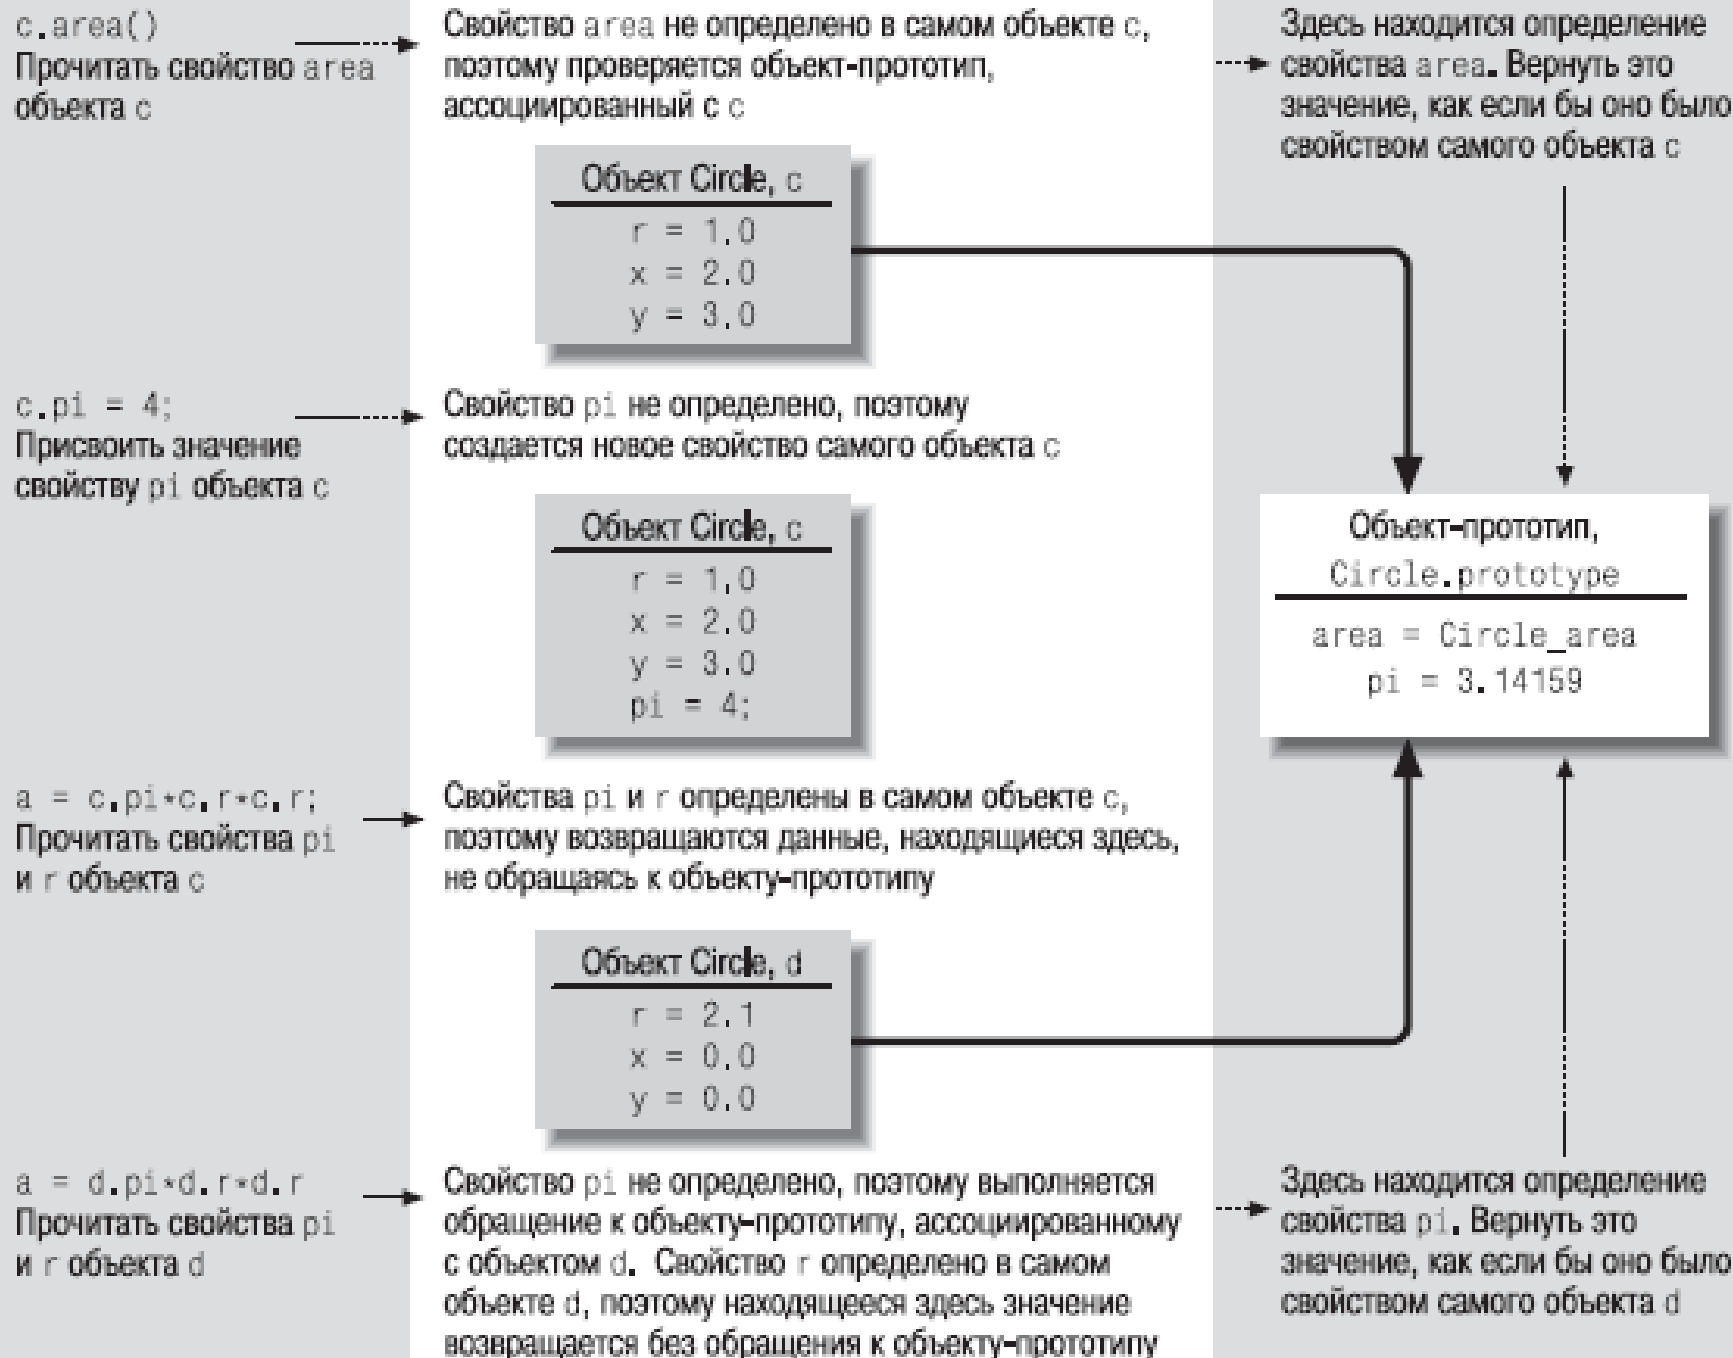 c.area()
Прочитать свойство area
объекта c
Свойство area не определено в самом объекте c,
поэтому проверяется объект-прототип,
ассоциированный с c
Здесь находится определение
свойства area. Вернуть это
значение, как если бы оно было
свойством самого объекта c
Объект Circle, c
r = 1.0
x = 2.0
y = 3.0
c.pi = 4;
Присвоить значение
свойству pi объекта c
Свойство pi не определено, поэтому
создается новое свойство самого объекта c
Объект Circle, c
r = 1.0
x = 2.0
y = 3.0
pi = 4;
Объект-прототип,
Circle.prototype
area = Circle_area
pi = 3.14159
a = c.pi*c.r*c.r;
Прочитать свойства pi
и r объекта c
Свойства pi и r определены в самом объекте c,
поэтому возвращаются данные, находящиеся здесь,
не обращаясь к объекту-прототипу
Объект Circle, d
r = 2.1
x = 0.0
y = 0.0
a = d.pi*d.r*d.r
Прочитать свойства pi
и r объекта d
Свойство pi не определено, поэтому выполняется
обращение к объекту-прототипу, ассоциированному
с объектом d. Свойство r определено в самом
объекте d, поэтому находящееся здесь значение
возвращается без обращения к объекту-прототипу
Здесь находится определение
свойства pi. Вернуть это
значение, как если бы оно было
свойством самого объекта d